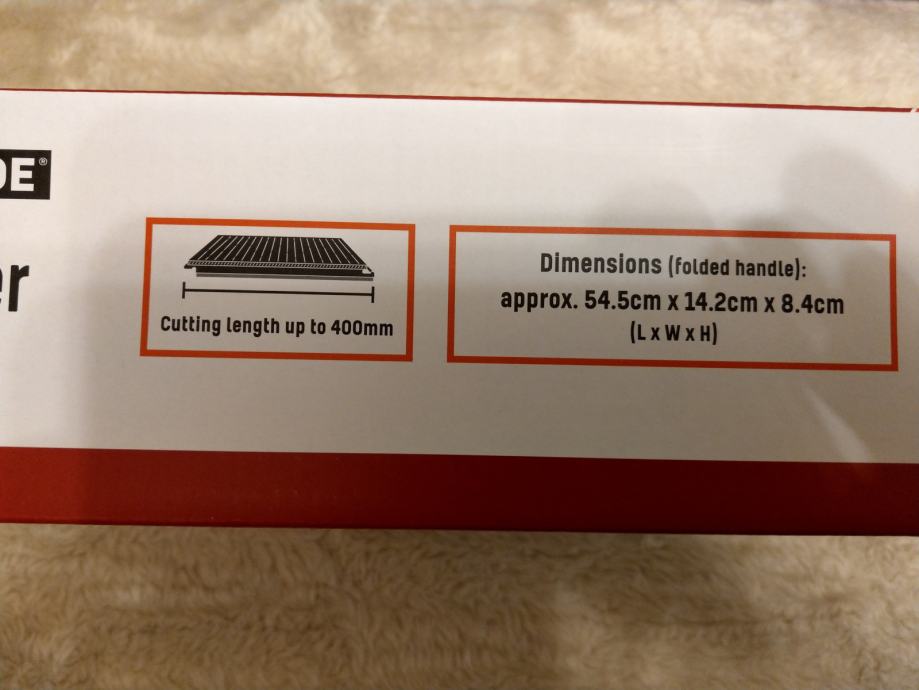 DE®
er
Cutting length up to 400mm
Dimensions (folded handle):
approx. 54.5cm x 14.2cm x 8.4cm
(L x W x H)